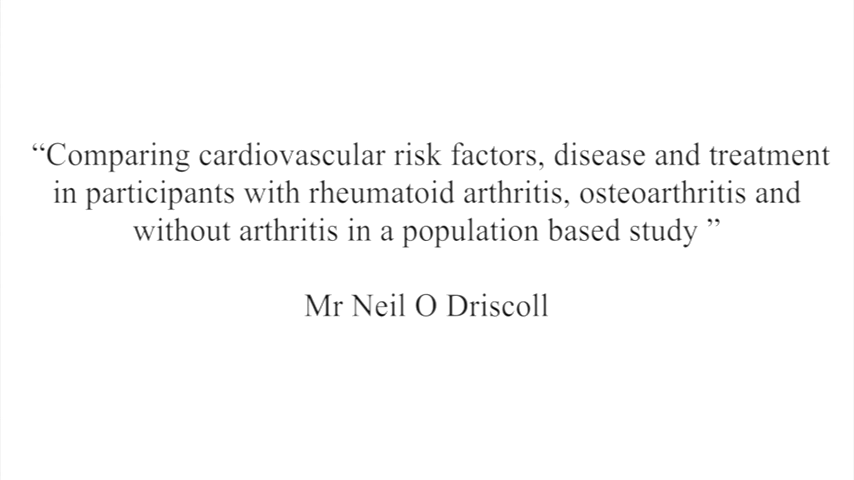 “Comparing cardiovascular risk factors, disease and treatment
in participants with rheumatoid arthritis, osteoarthritis and
without arthritis in a population based study ”
Mr Neil O Driscoll